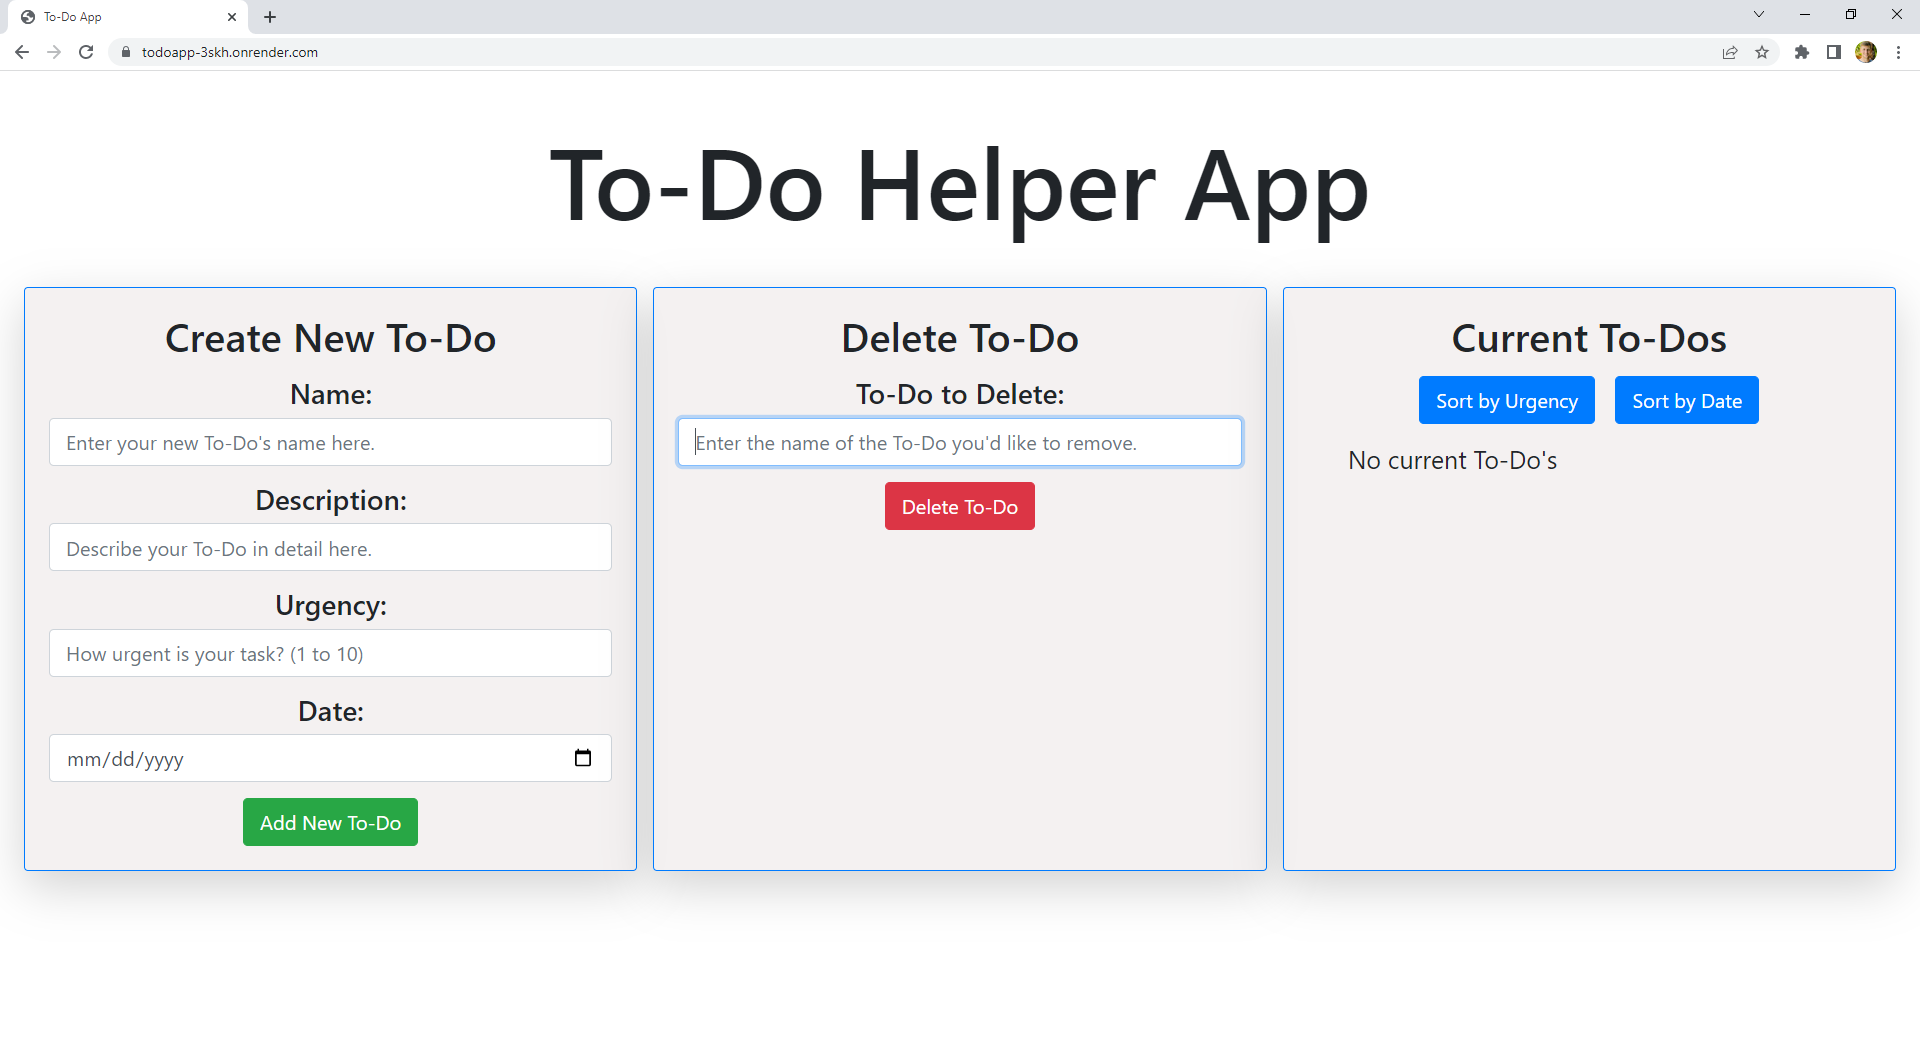 To-Do App
todoapp-3skh.onrender.com
To-Do Helper App
Create New To-Do
Name:
Enter your new To-Do's name here.
Description:
Describe your To-Do in detail here.
Urgency:
How urgent is your task? (1 to 10)
Date:
mm/dd/yyyy
Add New To-Do
Delete To-Do
To-Do to Delete:
Enter the name of the To-Do you'd like to remove.
Delete To-Do
Current To-Dos
Sort by Urgency Sort by Date
No current To-Do's